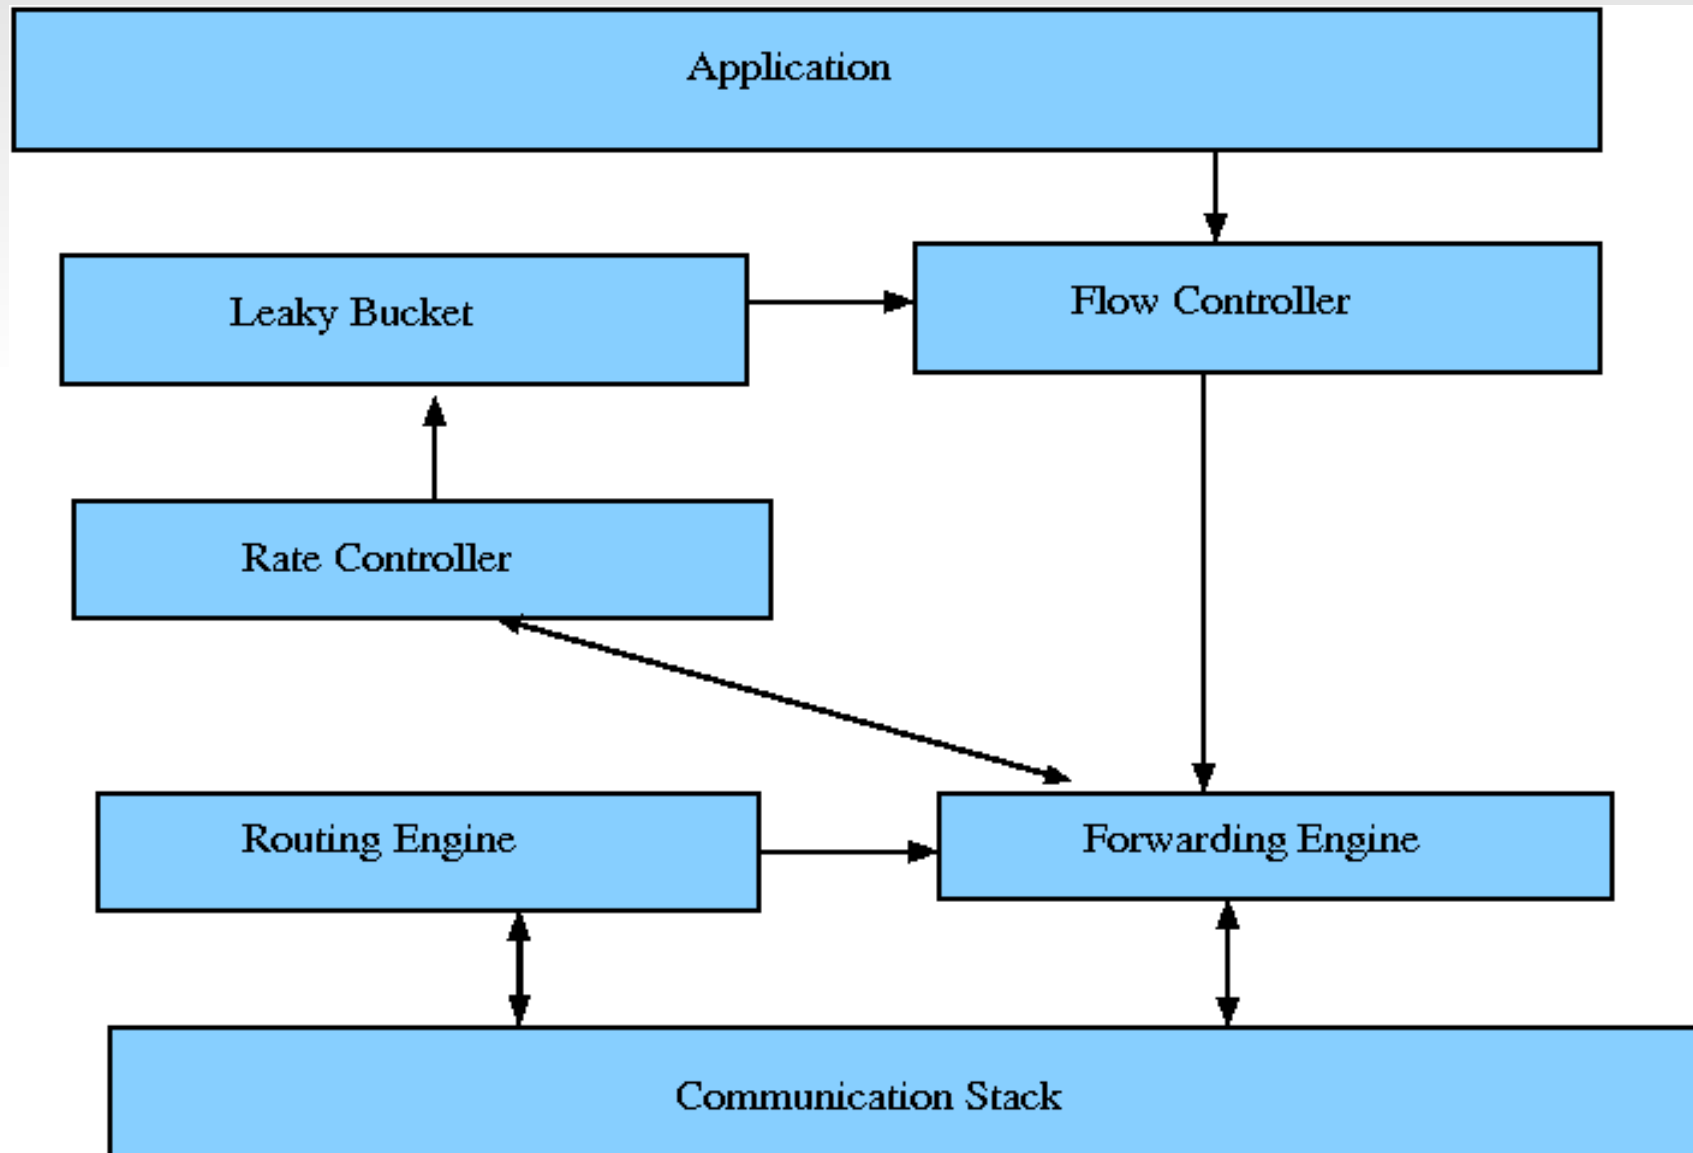 Application
Leaky Bucket
Flow Controller
Rate Controller
Routing Engine
Forwarding Engine
Communication Stack